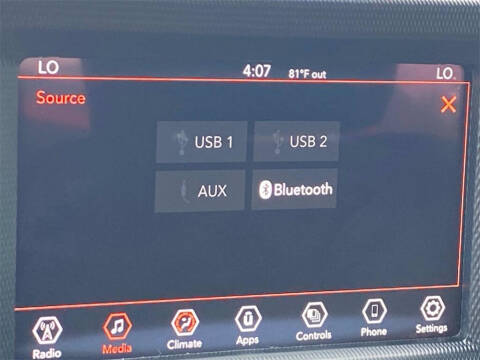 LO 4:07 81°F out LO
Source X
USB 1 USB 2
AUX Bluetooth
Radio Media Climate Apps Controls Phone Settings